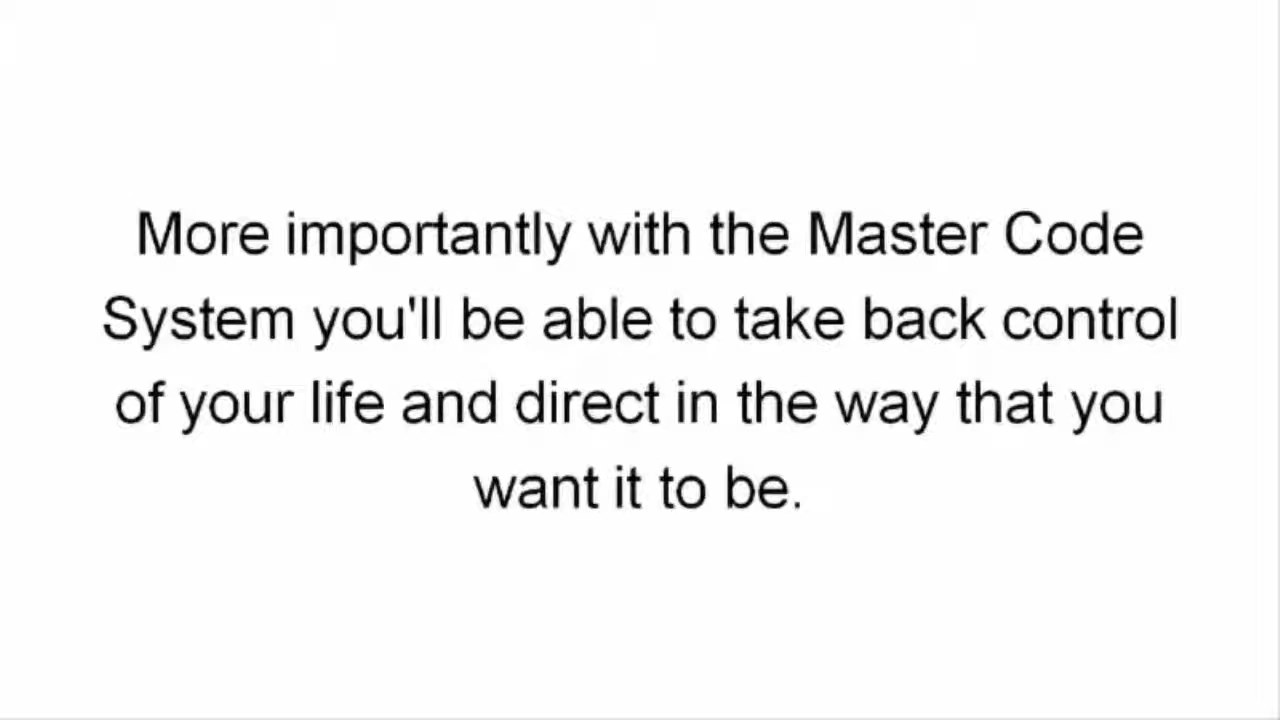 More importantly with the Master Code
System you'll be able to take back control
of your life and direct in the way that you
want it to be.